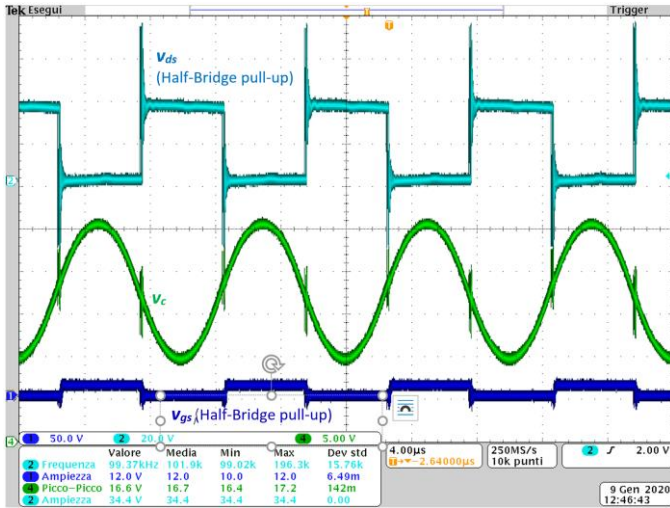 Tek Esegui Trigger
T
T
vds
(Half-Bridge pull-up)
2
vc
1
vgs (Half-Bridge pull-up)
4
1 50.0 V 2 20.0 V 4 5.00 V
Valore Media Min Max Dev std
2 Frequenza 99.37kHz 101.9k 99.02k 196.3k 15.76k
1 Ampiezza 12.0 V 12.0 10.0 12.0 6.49m
4 Picco-Picco 16.6 V 16.7 16.4 17.2 142m
2 Ampiezza 34.4 V 34.4 34.4 34.4 0.00
4.00µs
T→▼−2.64000µs
250MS/s
10k punti
2 2.00 V
9 Gen 2020
12:46:43